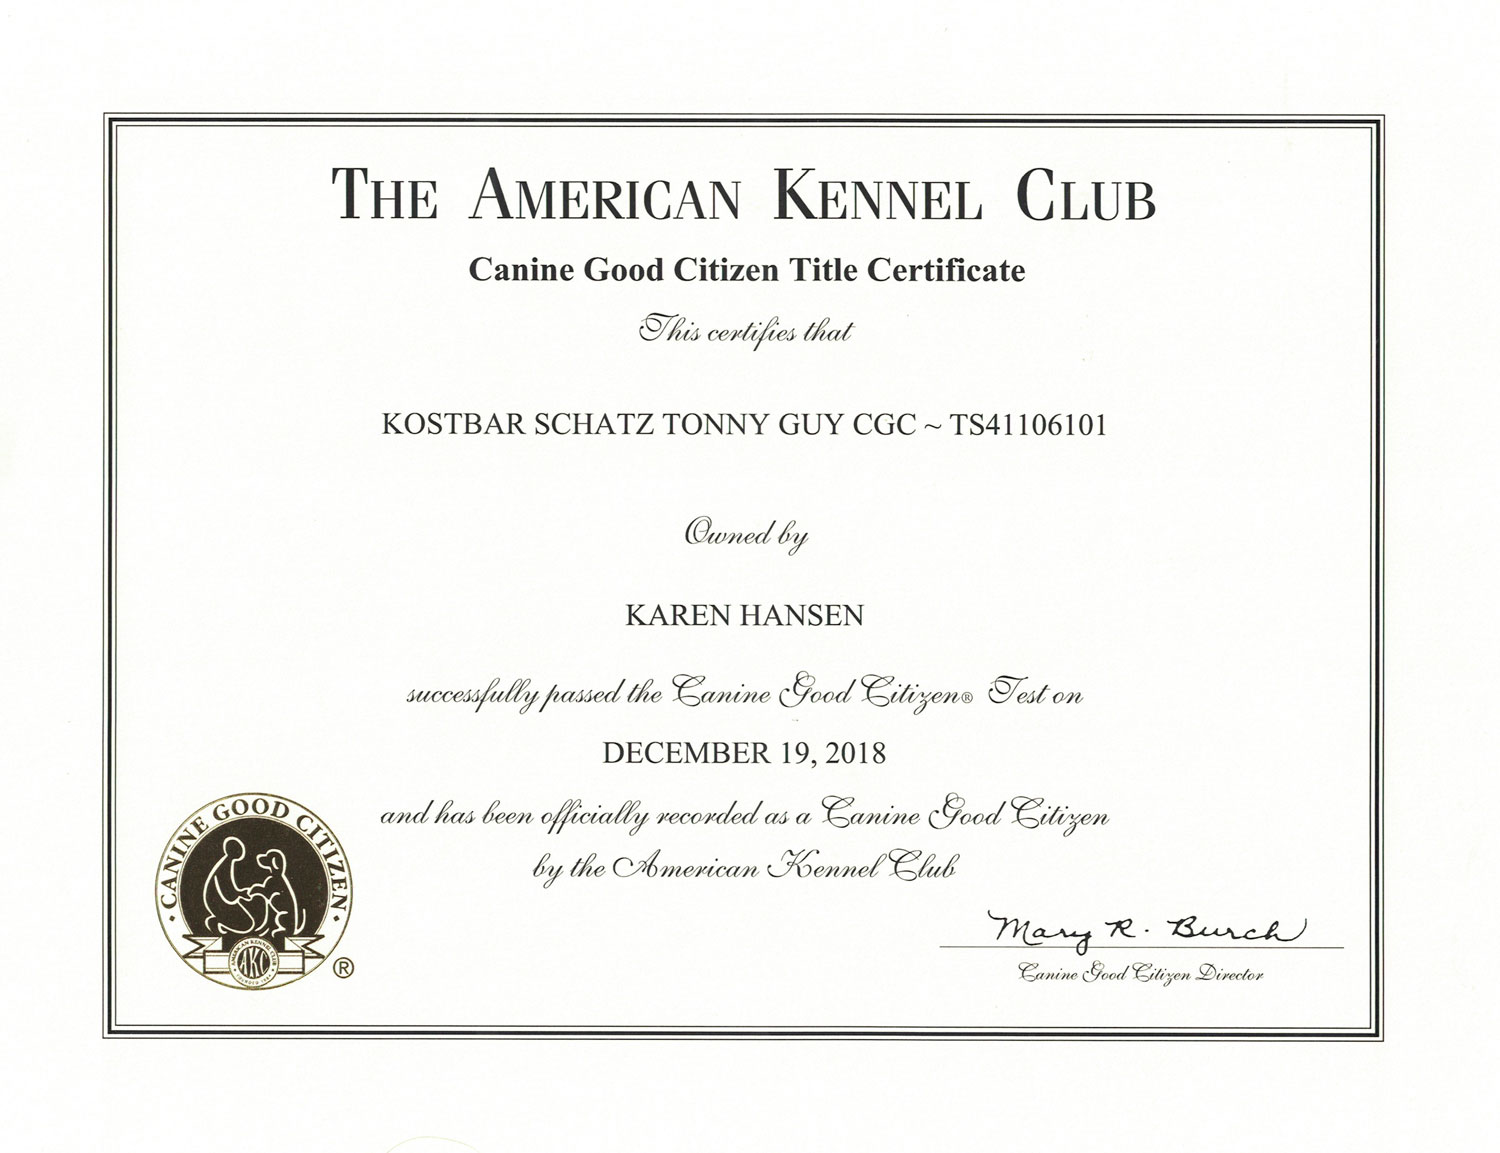 THE AMERICAN KENNEL CLUB
Canine Good Citizen Title Certificate
This certifies that
KOSTBAR SCHATZ TONNY GUY CGC ~ TS41106101
Owned by
KAREN HANSEN
successfully passed the Canine Good Citizen® Test on
DECEMBER 19, 2018
and has been officially recorded as a Canine Good Citizen
by the American Kennel Club
· CANINE GOOD CITIZEN ·
AMERICAN KENNEL CLUB
AKC
FOUNDED 1884
®
Mary R. Burch
Canine Good Citizen Director